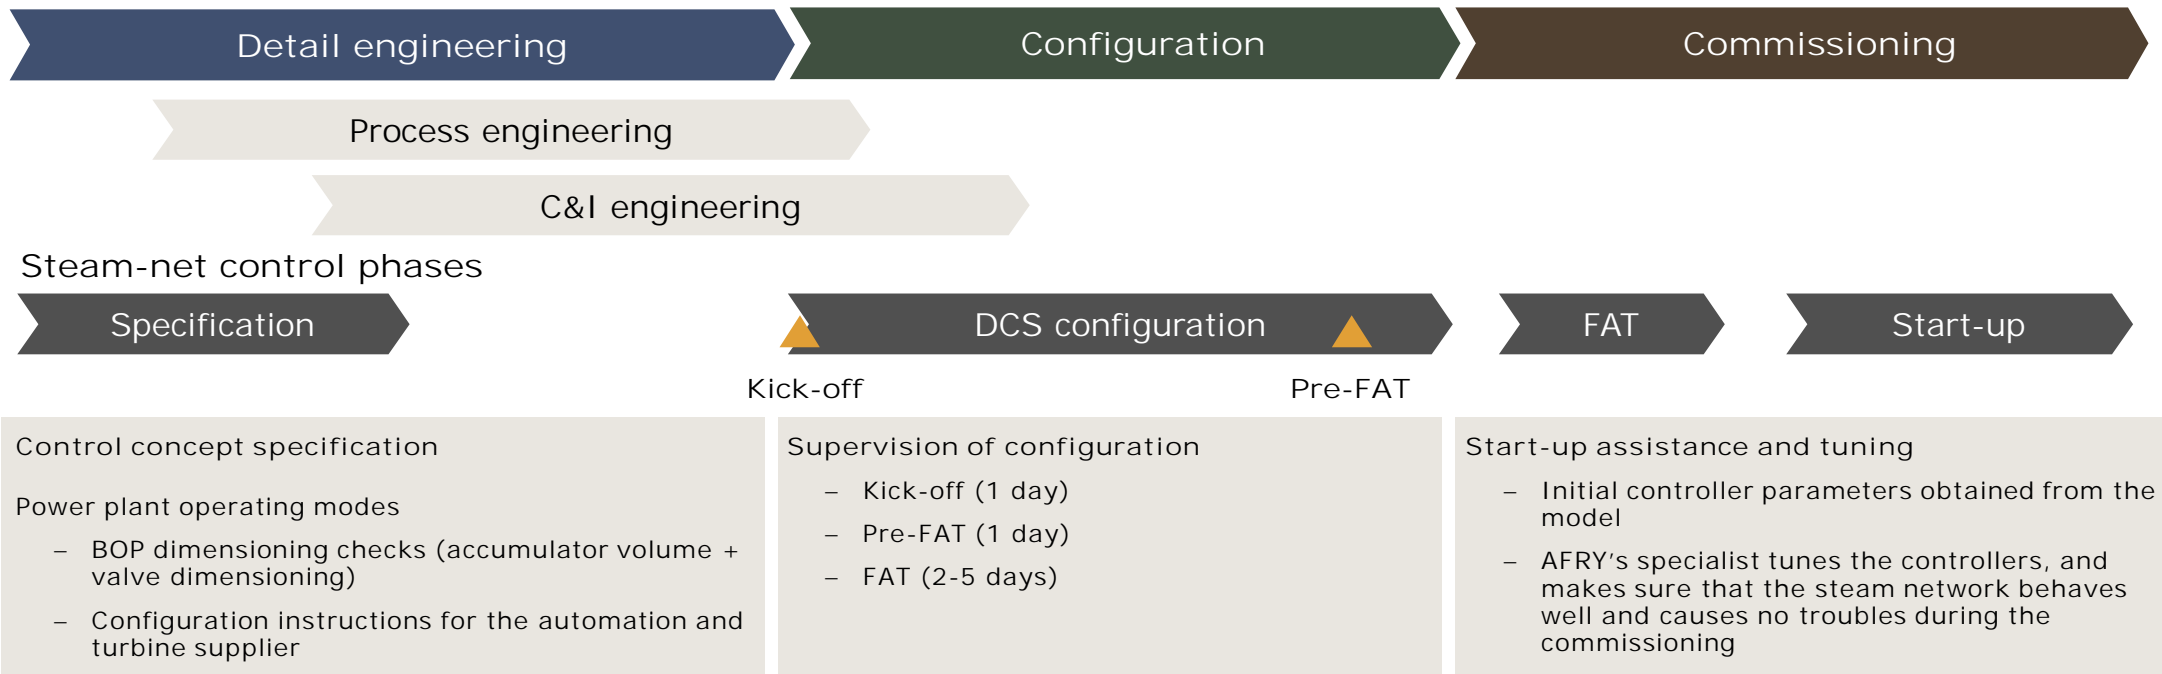 Detail engineering
Configuration
Commissioning
Process engineering
C&I engineering
Steam-net control phases
Specification
DCS configuration
FAT
Start-up
Kick-off
Pre-FAT
Control concept specification
Power plant operating modes
– BOP dimensioning checks (accumulator volume +
valve dimensioning)
– Configuration instructions for the automation and
turbine supplier
Supervision of configuration
– Kick-off (1 day)
– Pre-FAT (1 day)
– FAT (2-5 days)
Start-up assistance and tuning
– Initial controller parameters obtained from the
model
– AFRY’s specialist tunes the controllers, and
makes sure that the steam network behaves
well and causes no troubles during the
commissioning